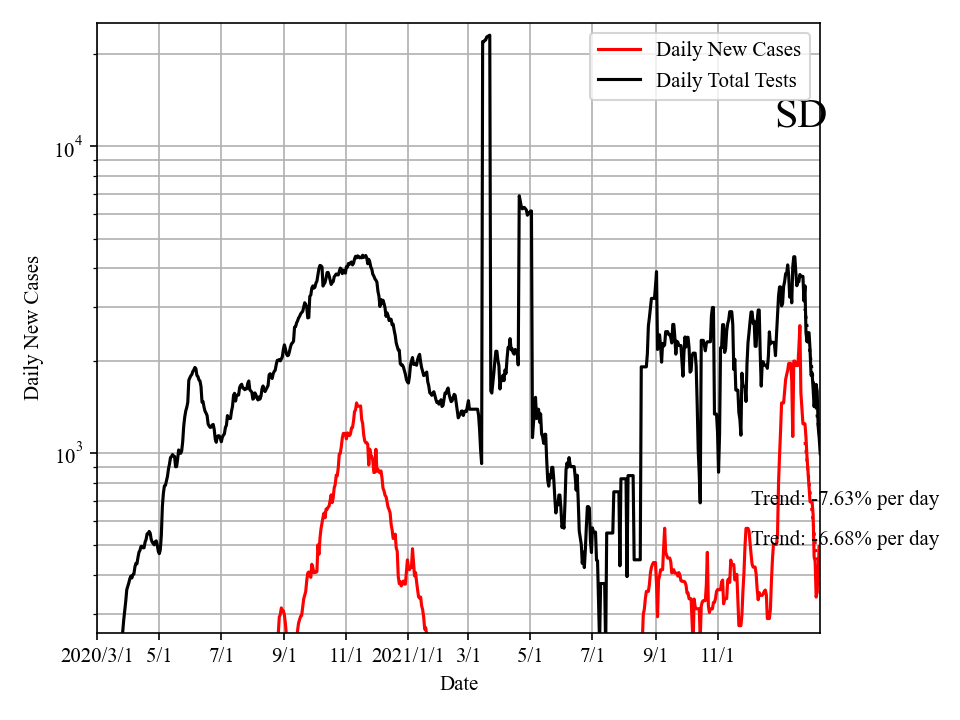 Daily New Cases
Daily Total Tests
SD
10^4
Daily New Cases
10^3
Trend: -7.63% per day
Trend: -6.68% per day
2020/3/1 5/1 7/1 9/1 11/1 2021/1/1 3/1 5/1 7/1 9/1 11/1
Date